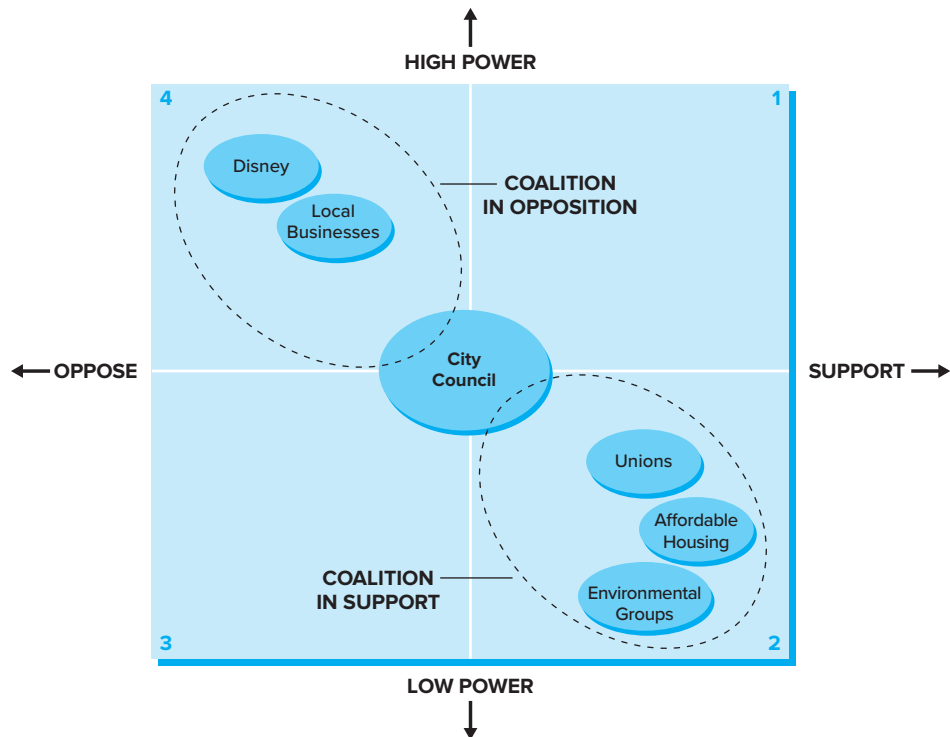 HIGH POWER
4
1
Disney
COALITION
IN OPPOSITION
Local
Businesses
OPPOSE
City
Council
SUPPORT
Unions
Affordable
Housing
COALITION
IN SUPPORT
Environmental
Groups
3
2
LOW POWER